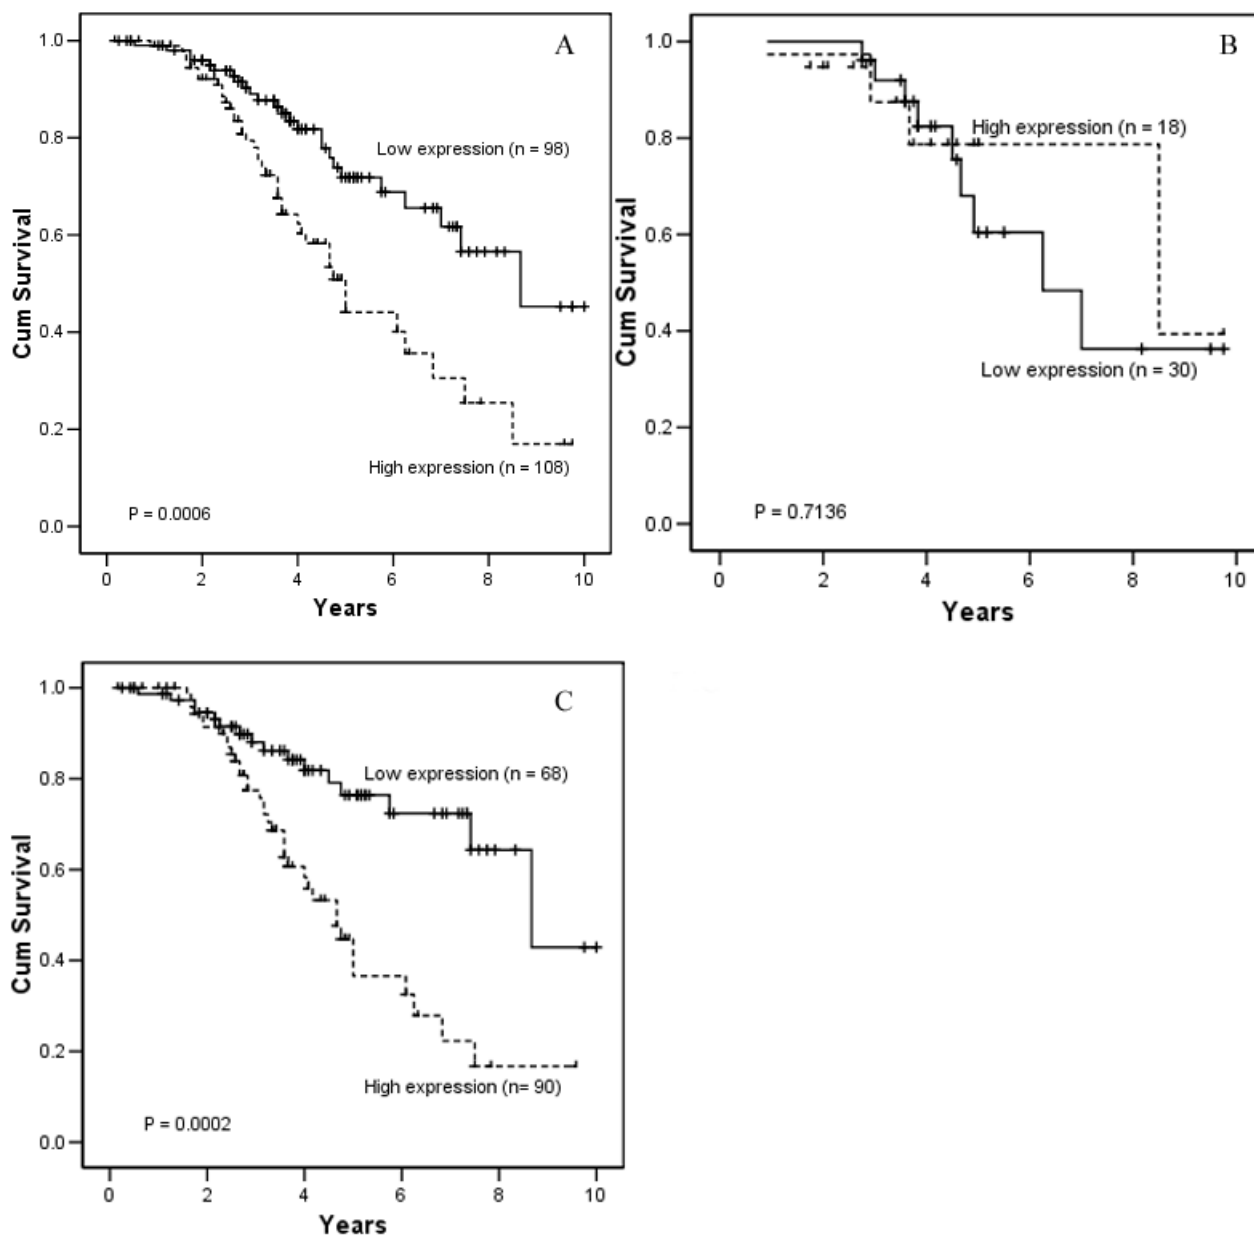 A
1.0
0.8
0.6
0.4
0.2
0.0
Cum Survival
Low expression (n = 98)
High expression (n = 108)
P = 0.0006
0 2 4 6 8 10
Years
B
1.0
0.8
0.6
0.4
0.2
0.0
Cum Survival
High expression (n = 18)
Low expression (n = 30)
P = 0.7136
0 2 4 6 8 10
Years
C
1.0
0.8
0.6
0.4
0.2
0.0
Cum Survival
Low expression (n = 68)
High expression (n= 90)
P = 0.0002
0 2 4 6 8 10
Years